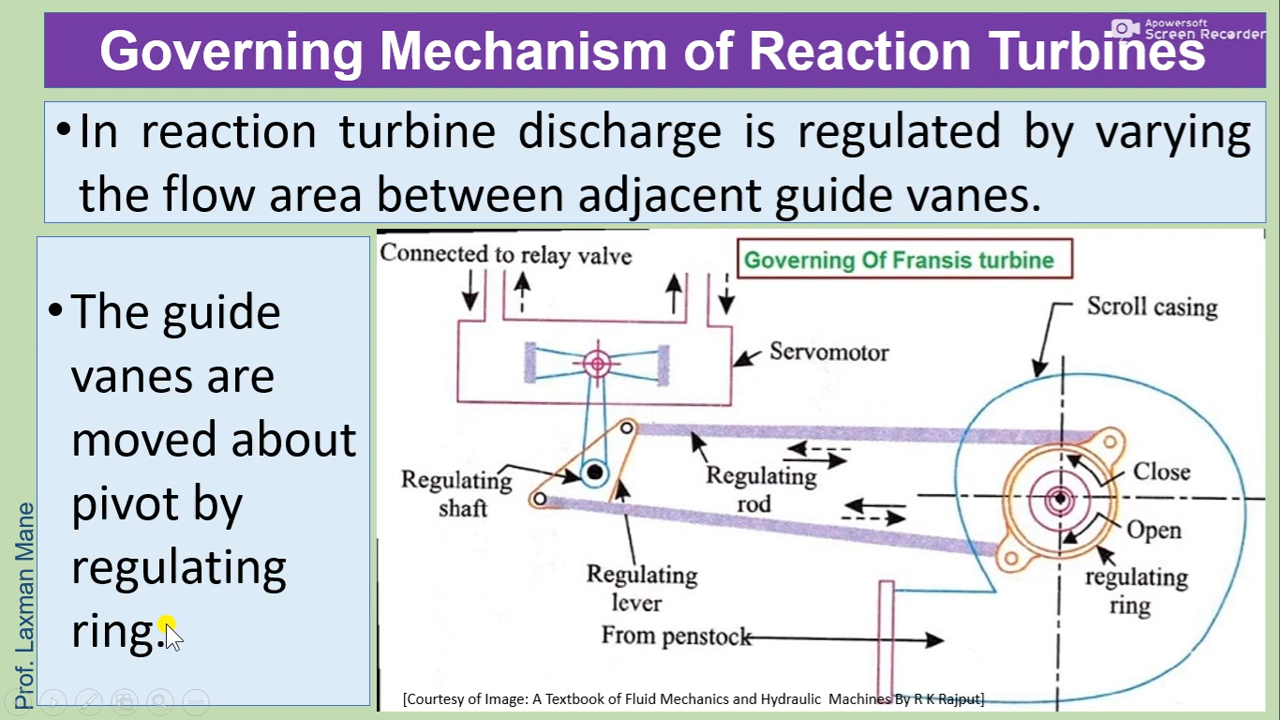 Apowersoft
Screen Recorder
Governing Mechanism of Reaction Turbines
•In reaction turbine discharge is regulated by varying
the flow area between adjacent guide vanes.
•The guide
vanes are
moved about
pivot by
regulating
ring.
Prof. Laxman Mane
Connected to relay valve
Governing Of Fransis turbine
Scroll casing
Servomotor
Regulating
shaft
Regulating
rod
Close
Open
Regulating
lever
regulating
ring
From penstock
[Courtesy of Image: A Textbook of Fluid Mechanics and Hydraulic Machines By R K Rajput]